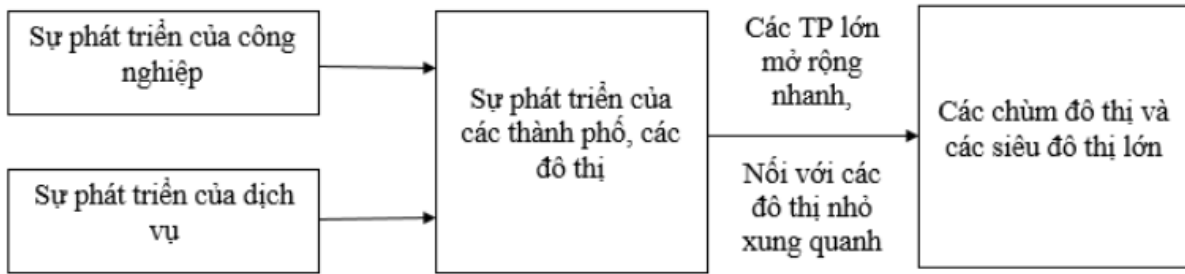 Sự phát triển của công
nghiệp
Sự phát triển của dịch
vụ
Sự phát triển của
các thành phố, các
đô thị
Các TP lớn
mở rộng
nhanh,
Nối với các
đô thị nhỏ
xung quanh
Các chùm đô thị và
các siêu đô thị lớn